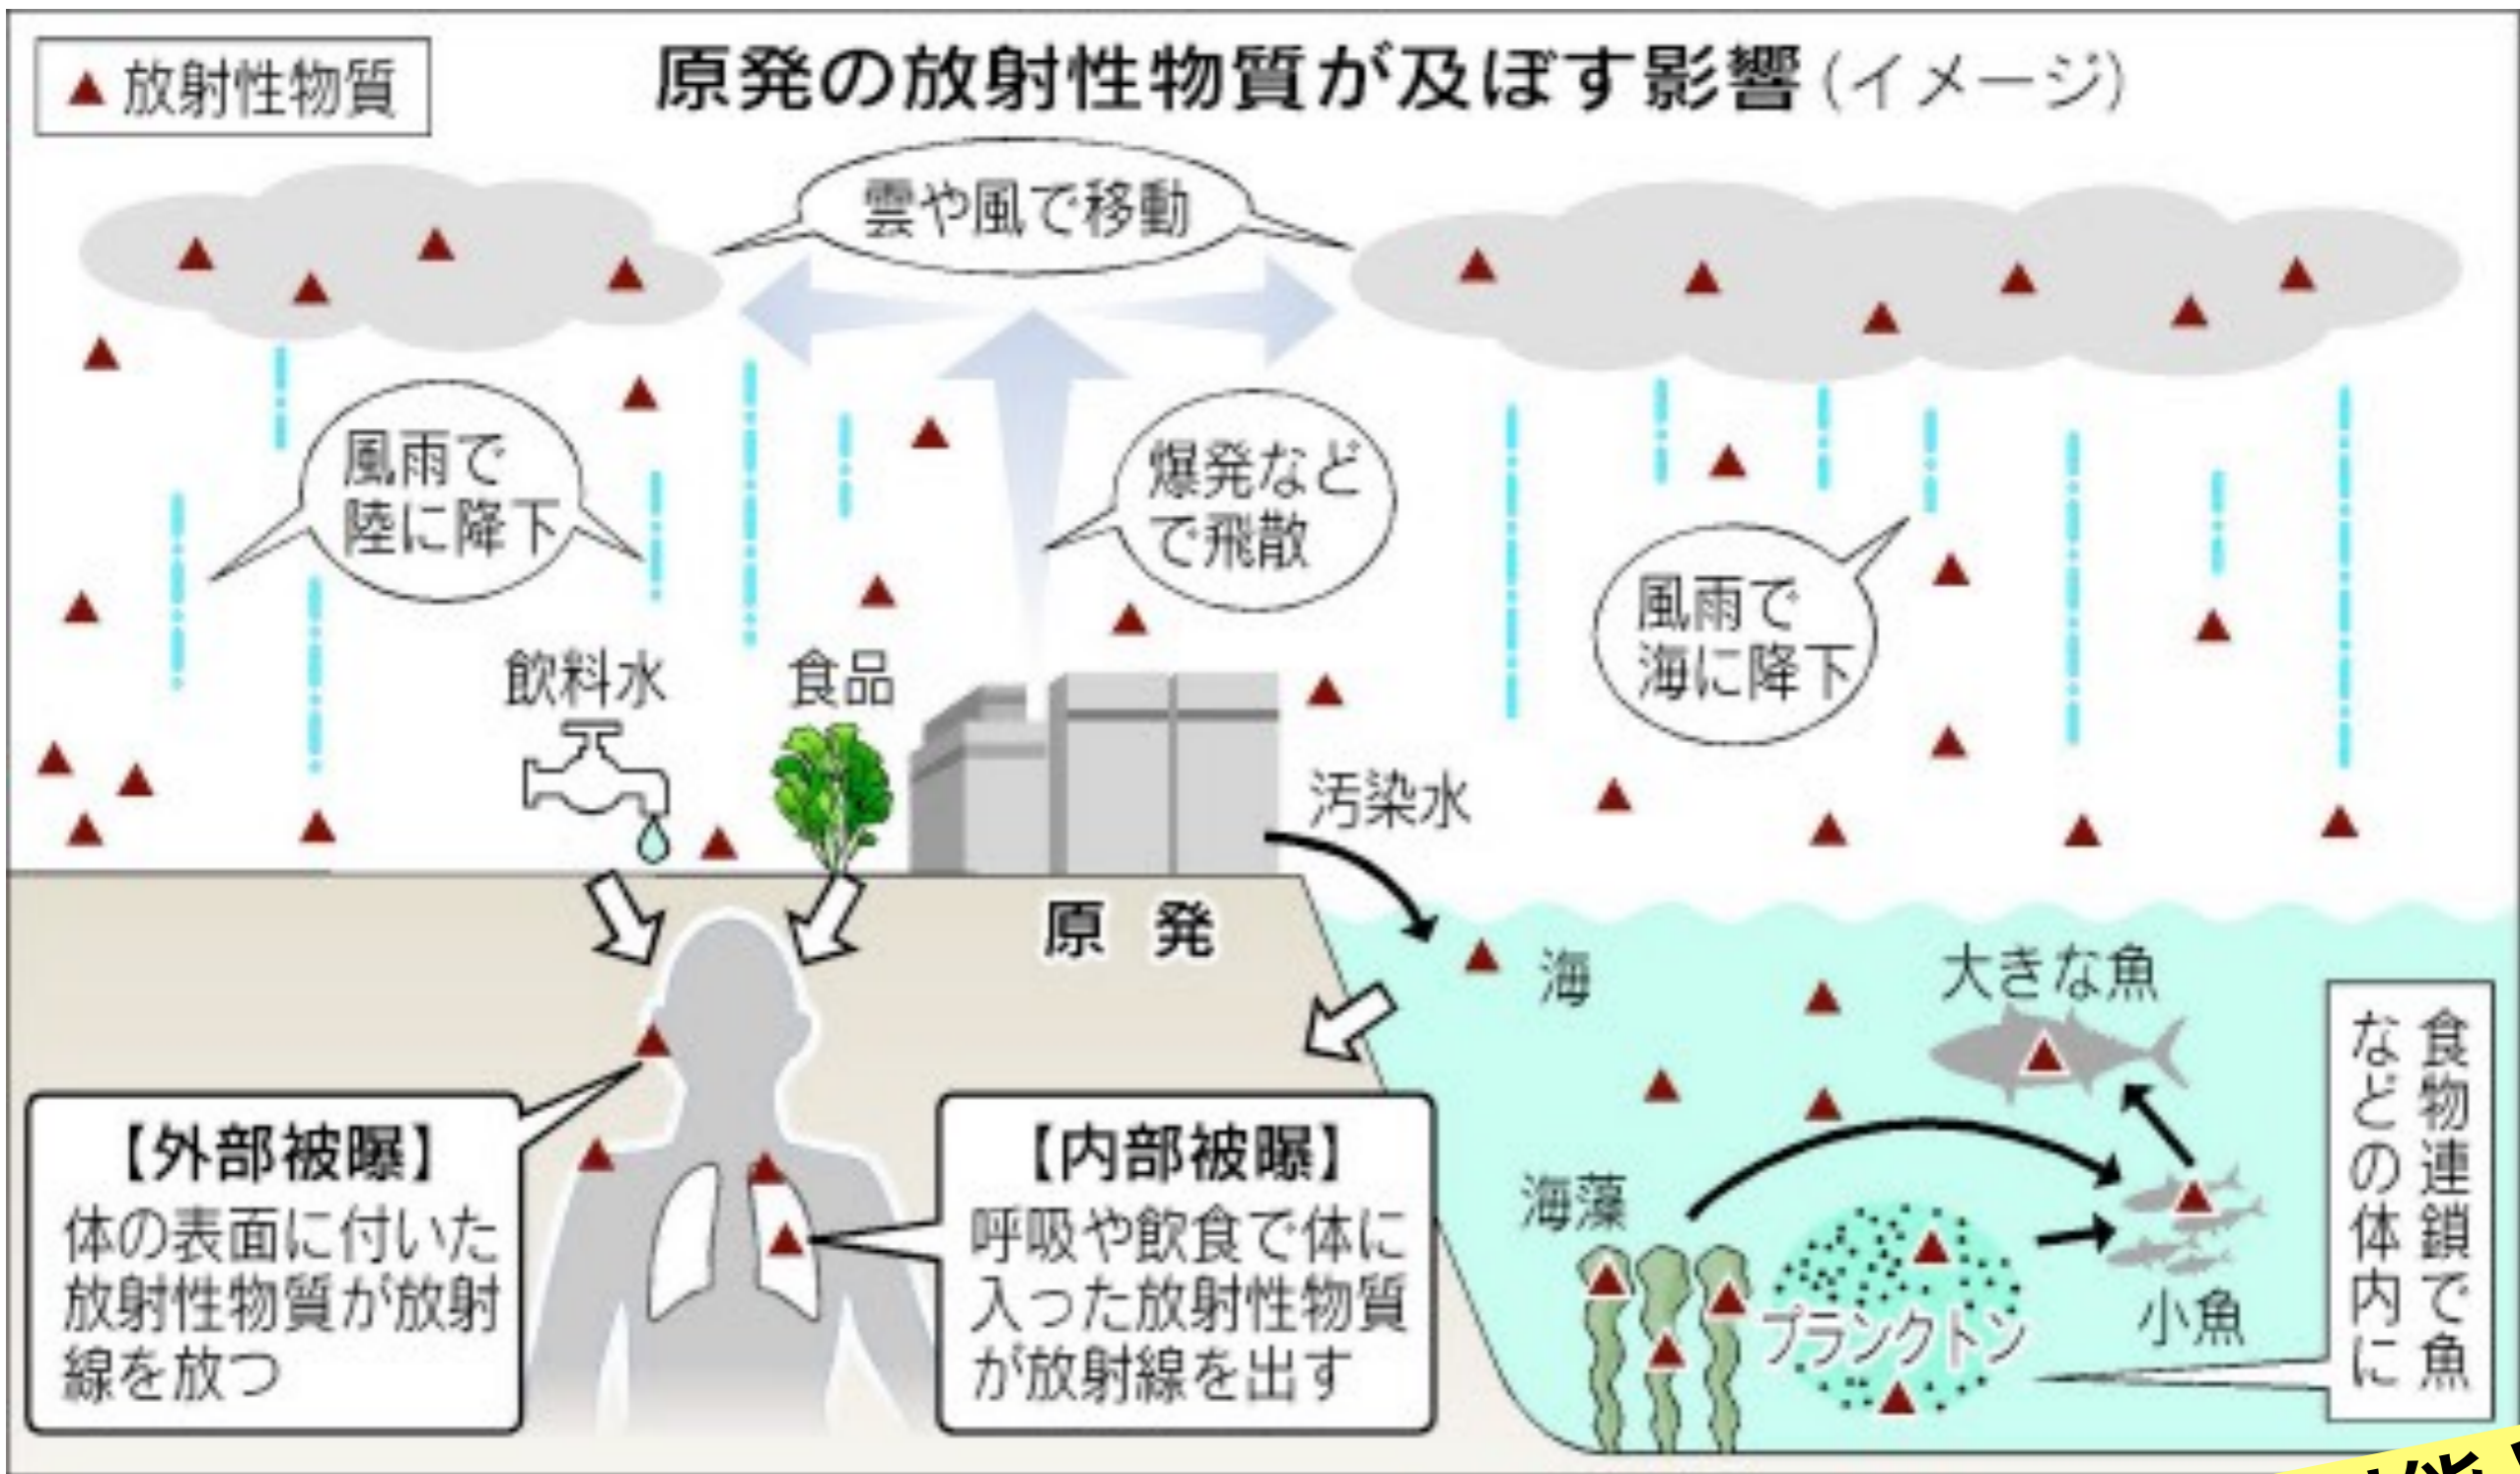 放射性物質
原発の放射性物質が及ぼす影響(イメージ)
雲や風で移動
風雨で
陸に降下
爆発など
で飛散
風雨で
海に降下
飲料水
食品
汚染水
原発
海
大きな魚
食物連鎖で魚
などの体内に
【外部被曝】
体の表面に付いた
放射性物質が放射
線を放つ
【内部被曝】
呼吸や飲食で体に
入った放射性物質
が放射線を出す
海藻
プランクトン
小魚